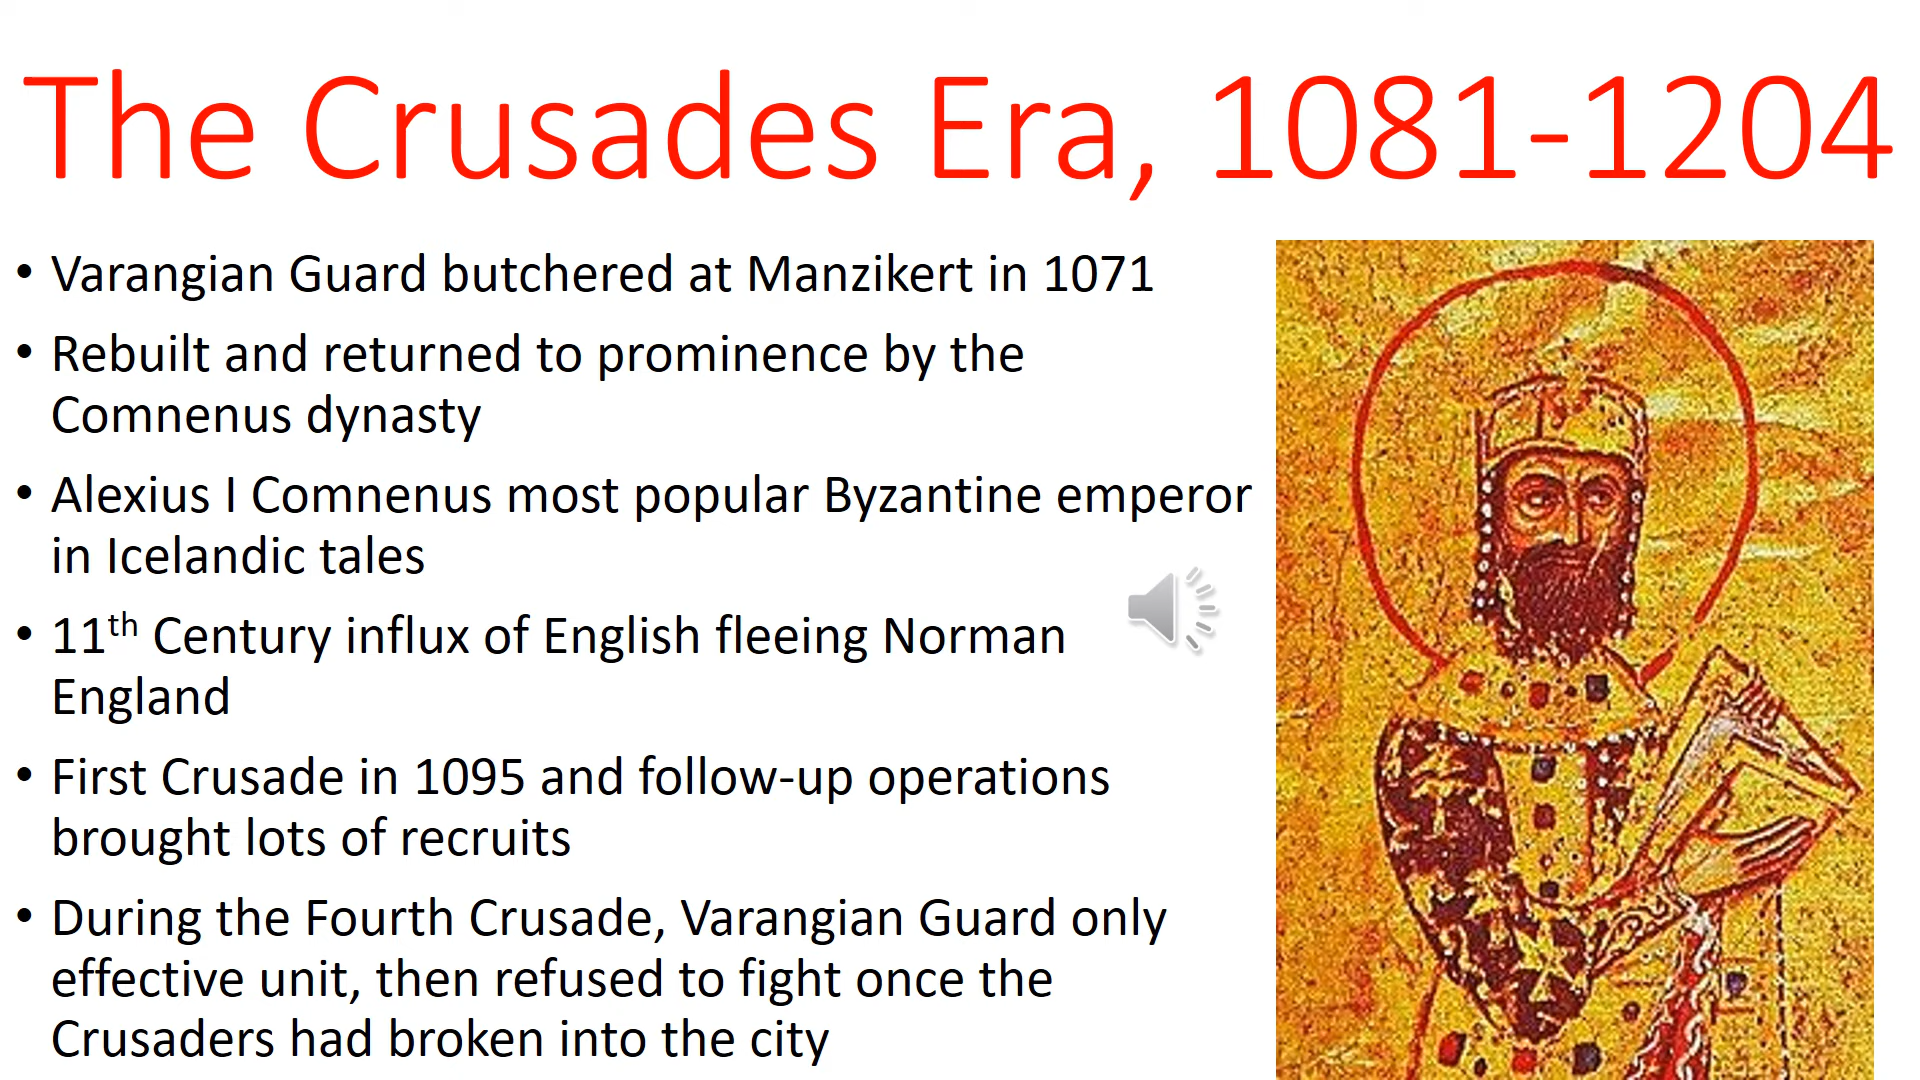 The Crusades Era, 1081-1204
• Varangian Guard butchered at Manzikert in 1071
• Rebuilt and returned to prominence by the
Comnenus dynasty
• Alexius I Comnenus most popular Byzantine emperor
in Icelandic tales
• 11th Century influx of English fleeing Norman
England
• First Crusade in 1095 and follow-up operations
brought lots of recruits
• During the Fourth Crusade, Varangian Guard only
effective unit, then refused to fight once the
Crusaders had broken into the city